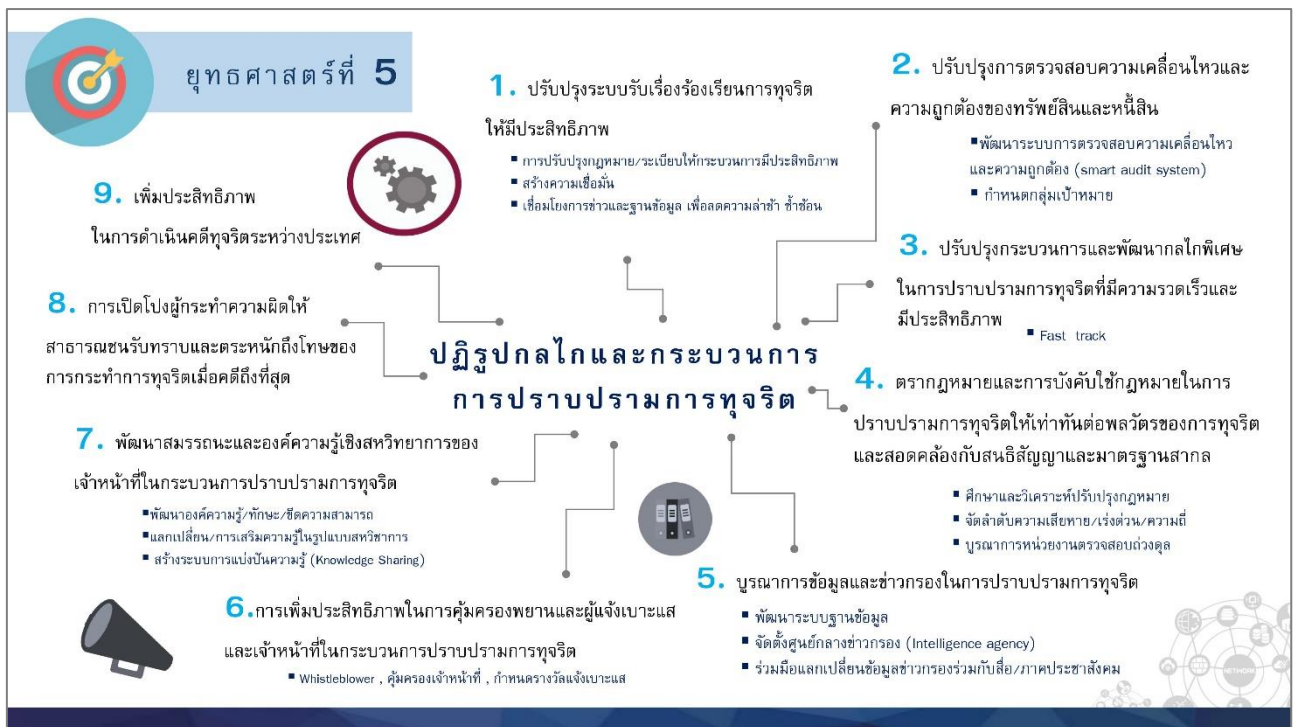 ยุทธศาสตร์ที่ 5
1. ปรับปรุงระบบรับเรื่องร้องเรียนการทุจริต
ให้มีประสิทธิภาพ
▪ การปรับปรุงกฎหมาย/ระเบียบให้กระบวนการมีประสิทธิภาพ
▪ สร้างความเชื่อมั่น
▪ เชื่อมโยงการข่าวและฐานข้อมูล เพื่อลดความล่าช้า ซ้ำซ้อน
2. ปรับปรุงการตรวจสอบความเคลื่อนไหวและ
ความถูกต้องของทรัพย์สินและหนี้สิน
▪พัฒนาระบบการตรวจสอบความเคลื่อนไหว
และความถูกต้อง (smart audit system)
▪ กำหนดกลุ่มเป้าหมาย
3. ปรับปรุงกระบวนการและพัฒนากลไกพิเศษ
ในการปราบปรามการทุจริตที่มีความรวดเร็วและ
มีประสิทธิภาพ
▪ Fast track
ปฏิรูปกลไกและกระบวนการ
การปราบปรามการทุจริต
4. ตรากฎหมายและการบังคับใช้กฎหมายในการ
ปราบปรามการทุจริตให้เท่าทันต่อพลวัตรของการทุจริต
และสอดคล้องกับสนธิสัญญาและมาตรฐานสากล
▪ ศึกษาและวิเคราะห์ปรับปรุงกฎหมาย
▪ จัดลำดับความเสียหาย/เร่งด่วน/ความถี่
▪ บูรณาการหน่วยงานตรวจสอบถ่วงดุล
5. บูรณาการข้อมูลและข่าวกรองในการปราบปรามการทุจริต
▪ พัฒนาระบบฐานข้อมูล
▪ จัดตั้งศูนย์กลางข่าวกรอง (Intelligence agency)
▪ ร่วมมือแลกเปลี่ยนข้อมูลข่าวกรองร่วมกับสื่อ/ภาคประชาสังคม
6.การเพิ่มประสิทธิภาพในการคุ้มครองพยานและผู้แจ้งเบาะแส
และเจ้าหน้าที่ในกระบวนการปราบปรามการทุจริต
▪ Whistleblower , คุ้มครองเจ้าหน้าที่ , กำหนดรางวัลแจ้งเบาะแส
7. พัฒนาสมรรถนะและองค์ความรู้เชิงสหวิทยาการของ
เจ้าหน้าที่ในกระบวนการปราบปรามการทุจริต
▪พัฒนาองค์ความรู้/ทักษะ/ขีดความสามารถ
▪แลกเปลี่ยน/การเสริมความรู้ในรูปแบบสหวิชาการ
▪ สร้างระบบการแบ่งปันความรู้ (Knowledge Sharing)
8. การเปิดโปงผู้กระทำความผิดให้
สาธารณชนรับทราบและตระหนักถึงโทษของ
การกระทำการทุจริตเมื่อคดีถึงที่สุด
9. เพิ่มประสิทธิภาพ
ในการดำเนินคดีทุจริตระหว่างประเทศ
NETWORK